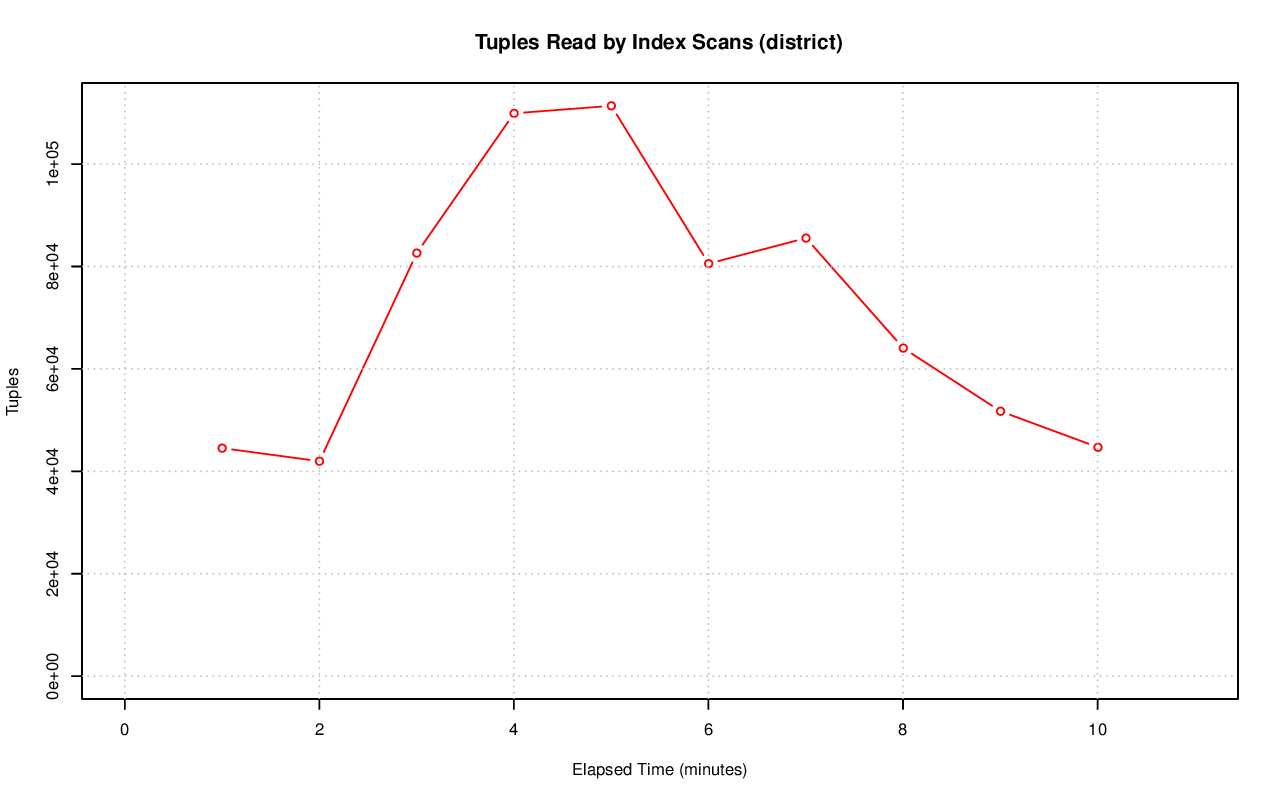 Tuples Read by Index Scans (district)
Tuples
1e+05
8e+04
6e+04
4e+04
2e+04
0e+00
0 2 4 6 8 10
Elapsed Time (minutes)